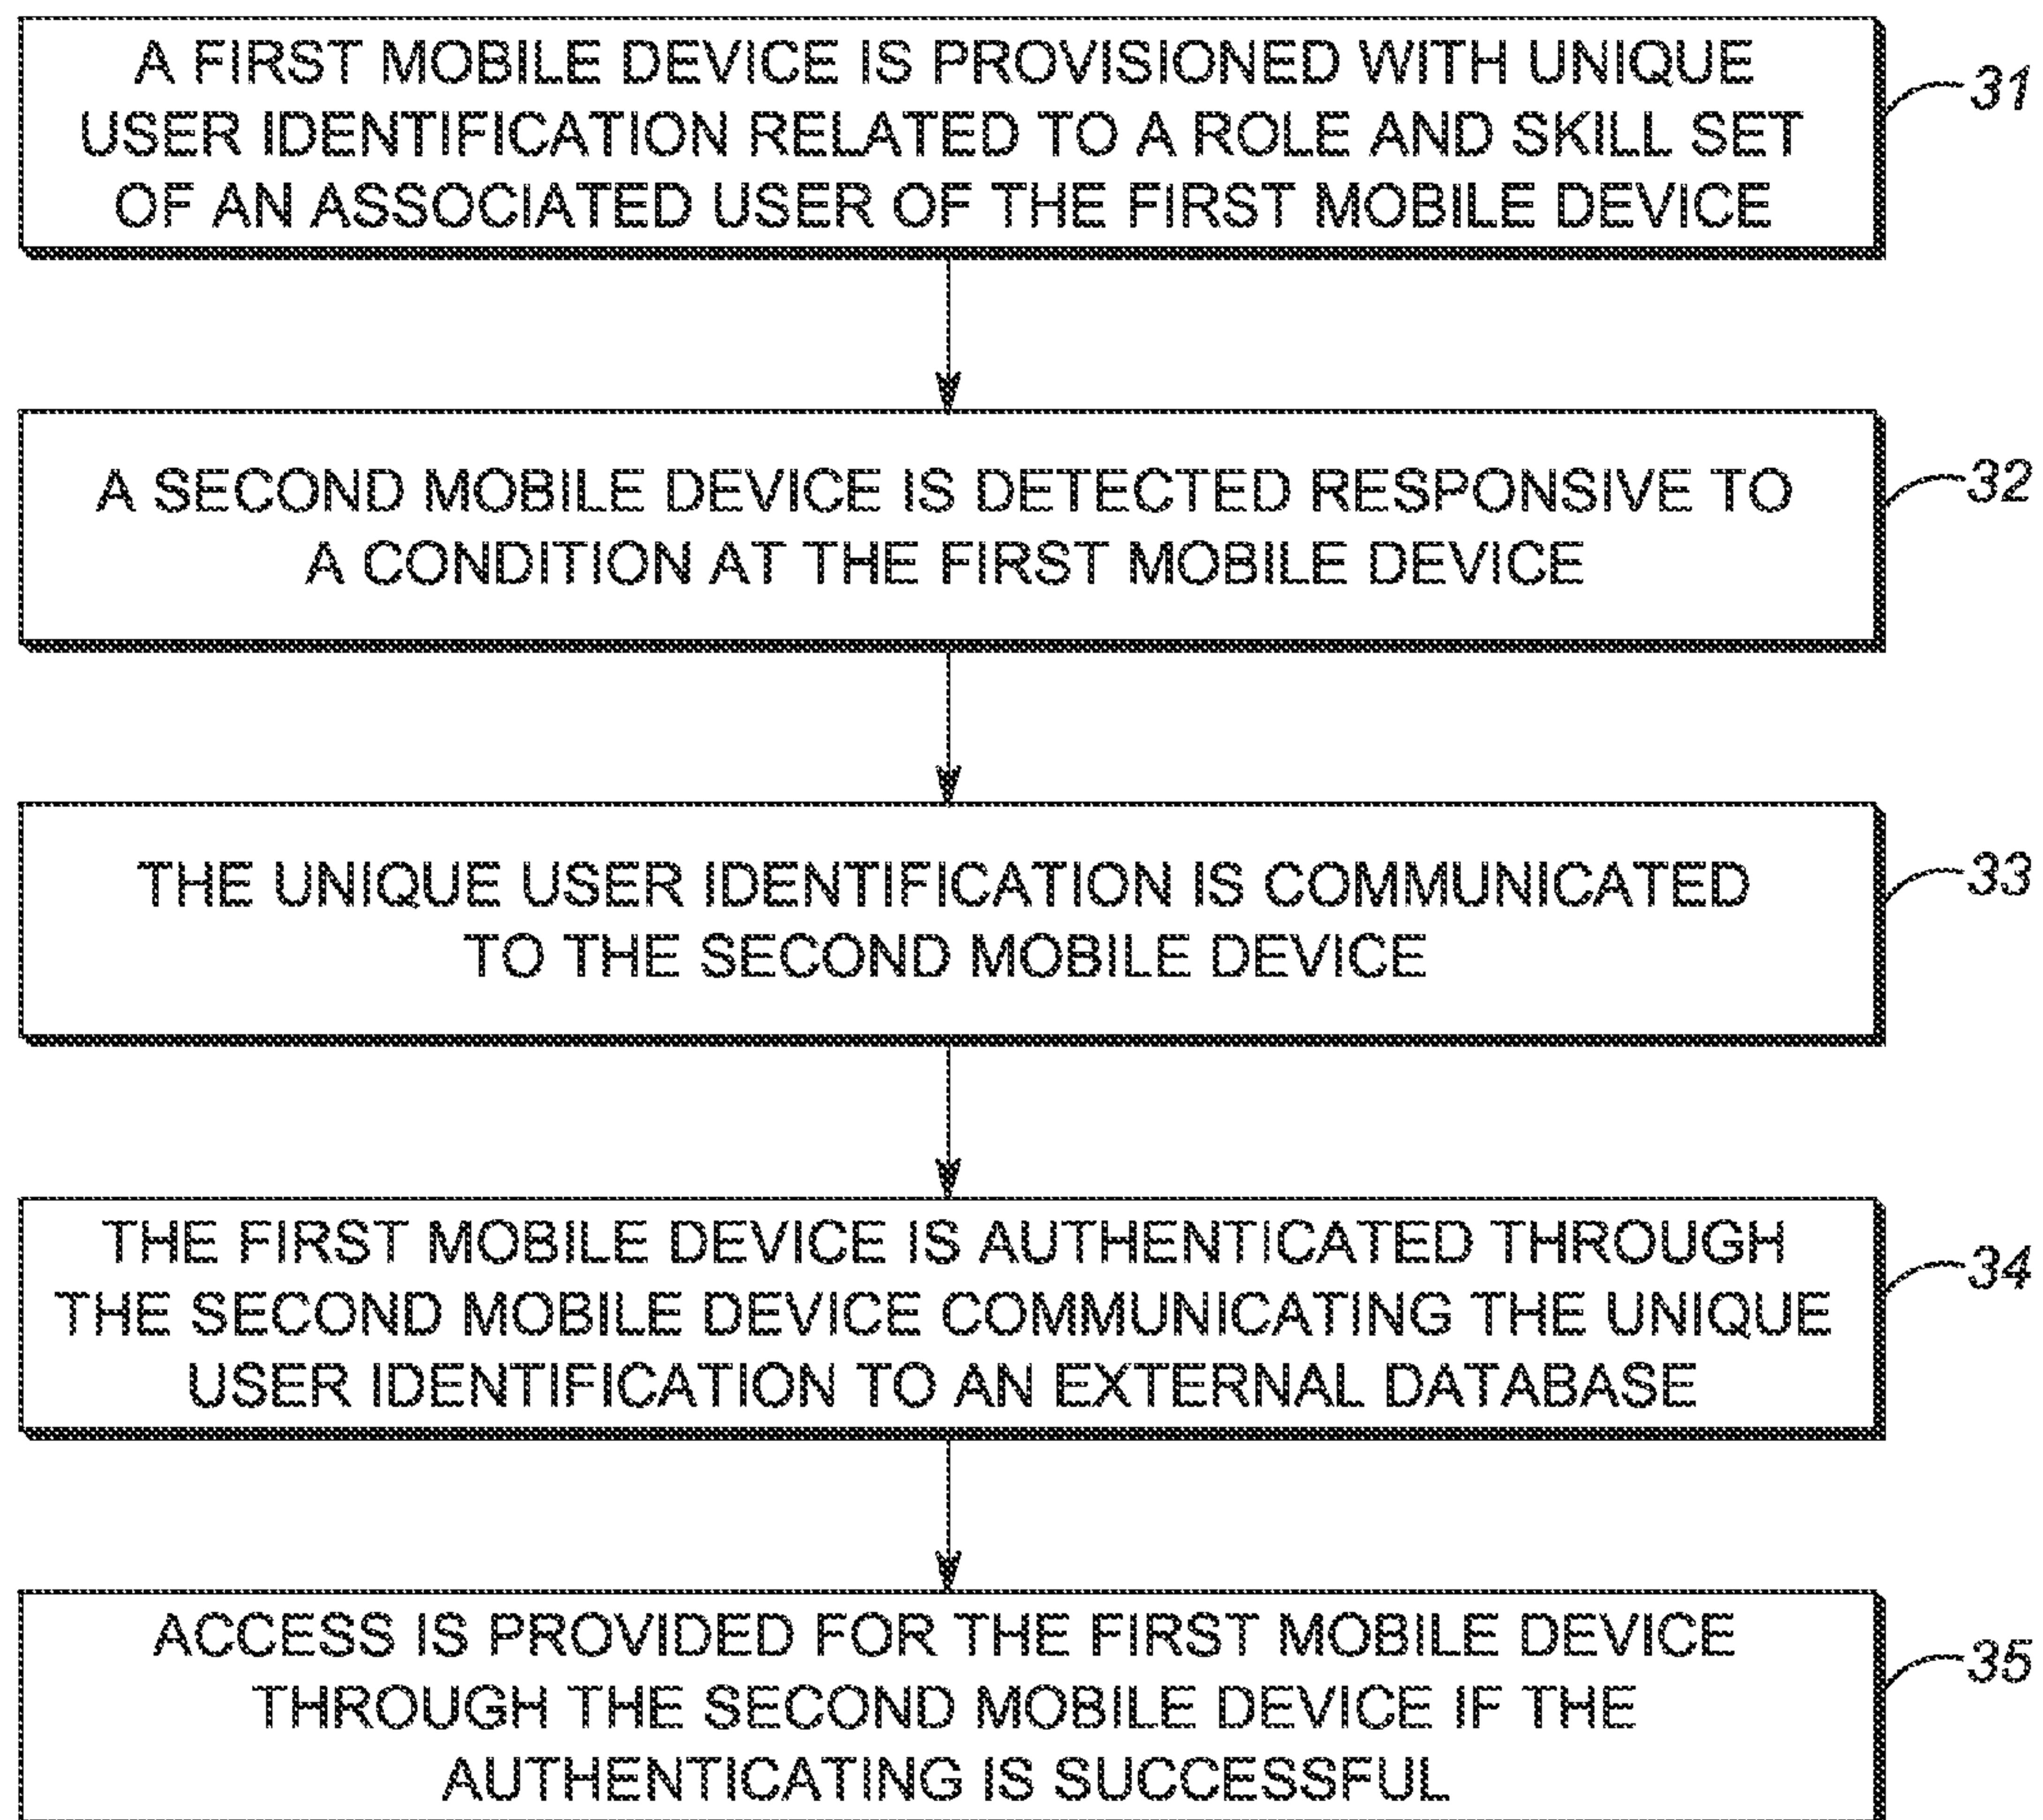 A FIRST MOBILE DEVICE IS PROVISIONED WITH UNIQUE
USER IDENTIFICATION RELATED TO A ROLE AND SKILL SET
OF AN ASSOCIATED USER OF THE FIRST MOBILE DEVICE
31
A SECOND MOBILE DEVICE IS DETECTED RESPONSIVE TO
A CONDITION AT THE FIRST MOBILE DEVICE
32
THE UNIQUE USER IDENTIFICATION IS COMMUNICATED
TO THE SECOND MOBILE DEVICE
33
THE FIRST MOBILE DEVICE IS AUTHENTICATED THROUGH
THE SECOND MOBILE DEVICE COMMUNICATING THE UNIQUE
USER IDENTIFICATION TO AN EXTERNAL DATABASE
34
ACCESS IS PROVIDED FOR THE FIRST MOBILE DEVICE
THROUGH THE SECOND MOBILE DEVICE IF THE
AUTHENTICATING IS SUCCESSFUL
35